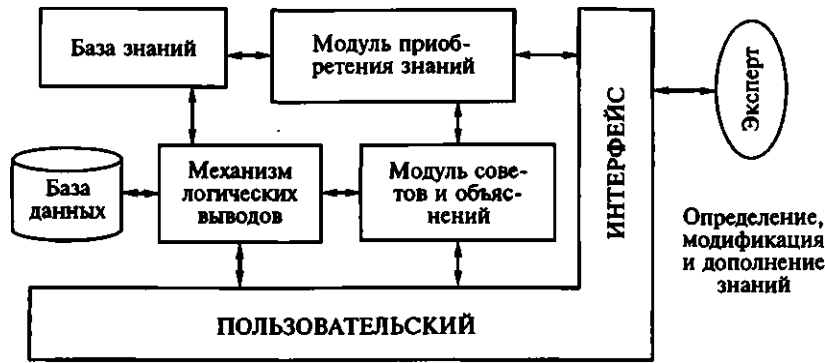 База знаний
Модуль приоб-
ретения знаний
Эксперт
ИНТЕРФЕЙС
База
данных
Механизм
логических
выводов
Модуль сове-
тов и объяс-
нений
Определение,
модификация
и дополнение
знаний
ПОЛЬЗОВАТЕЛЬСКИЙ